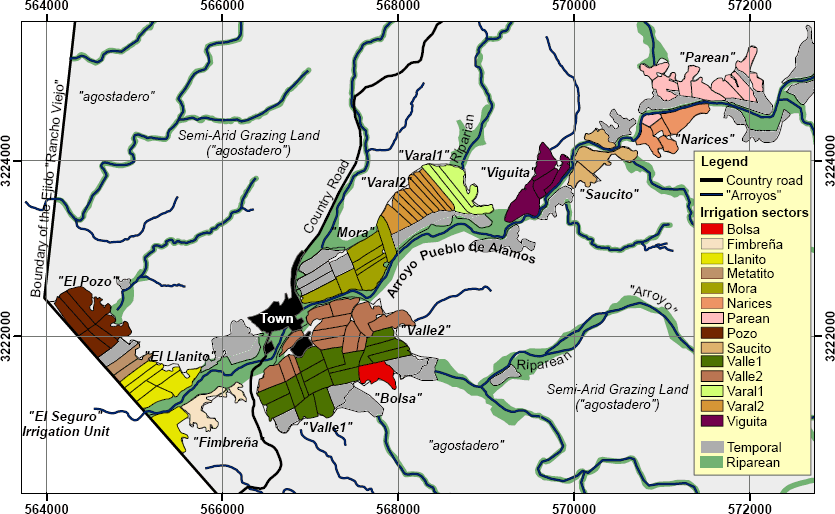 564000 566000 568000 570000 572000
"Parean"
"agostadero"
Semi-Arid Grazing Land
("agostadero")
Riparian
"Narices"
3224000
3224000
"Varal1"
"Varal2"
"Viguita"
"Saucito"
Country Road
Boundary of the Ejido "Rancho Viejo"
"Mora"
Arroyo Pueblo de Alamos
"El Pozo"
Town
"Valle2"
"Arroyo"
3222000
3222000
"El Llanito"
Riparean
"Bolsa"
Semi-Arid Grazing Land
("agostadero")
"El Seguro"
Irrigation Unit
"Fimbreña"
"Valle1"
"agostadero"
Legend
Country road
"Arroyos"
Irrigation sectors
Bolsa
Fimbreña
Llanito
Metatito
Mora
Narices
Parean
Pozo
Saucito
Valle1
Valle2
Varal1
Varal2
Viguita
Temporal
Riparean
564000 566000 568000 570000 572000